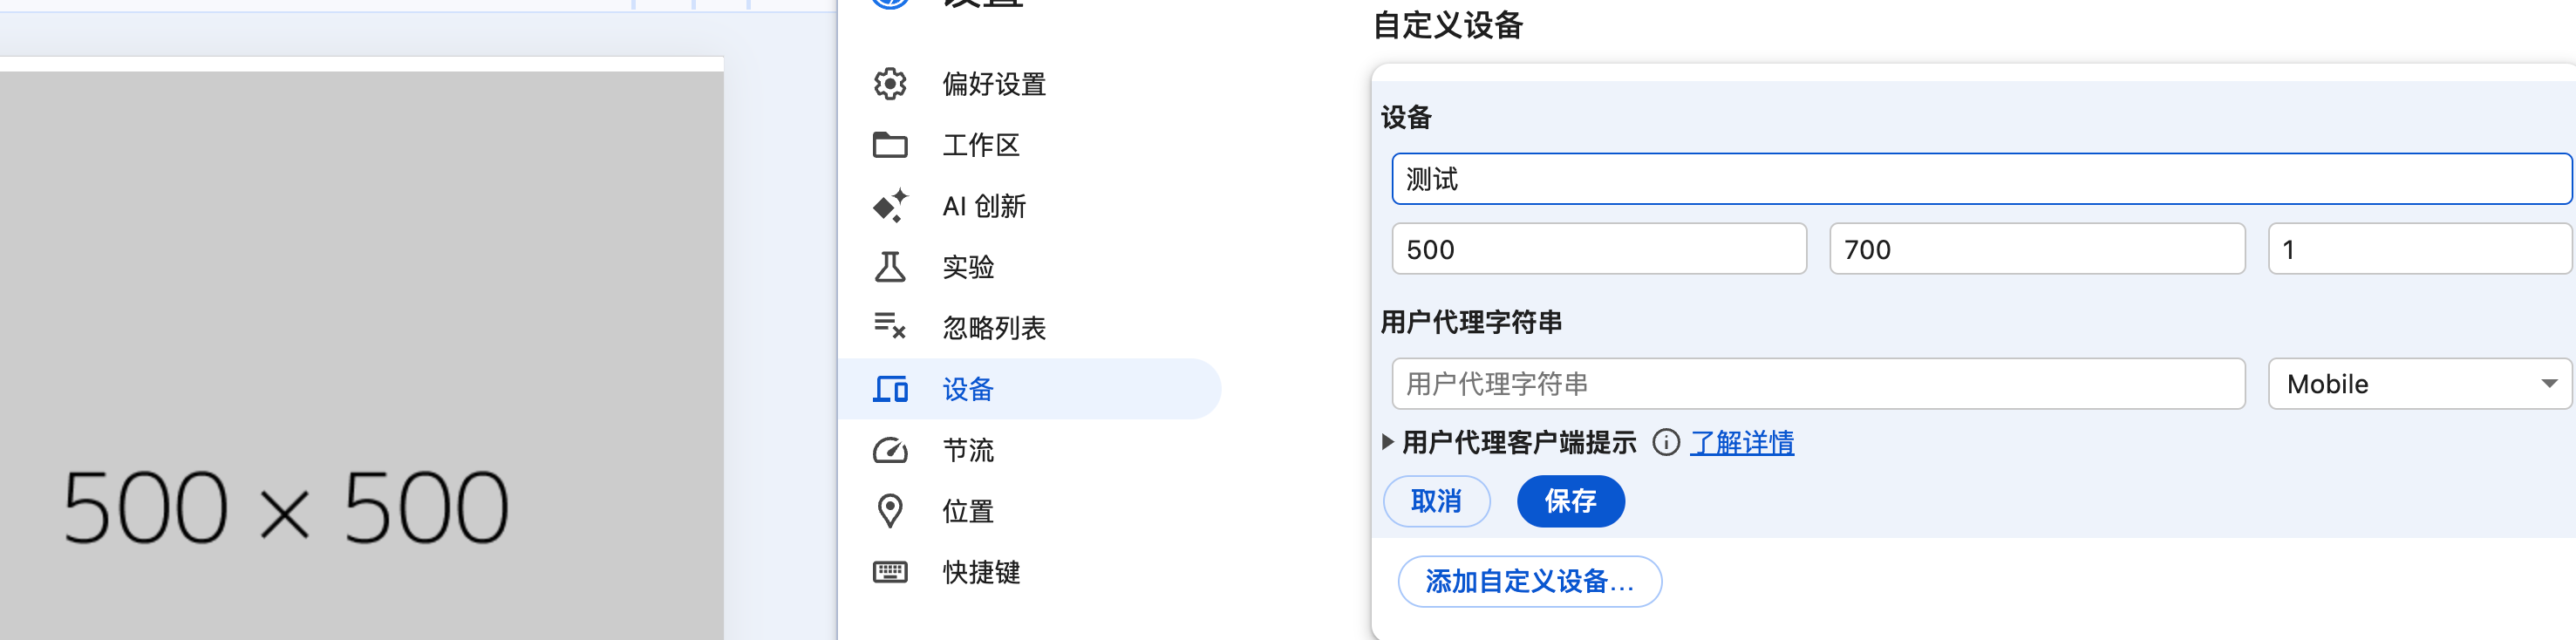 500 × 500
设置
偏好设置
工作区
AI 创新
实验
忽略列表
设备
节流
位置
快捷键
自定义设备
设备
测试
500
700
1
用户代理字符串
用户代理字符串
Mobile
用户代理客户端提示 了解详情
取消
保存
添加自定义设备...